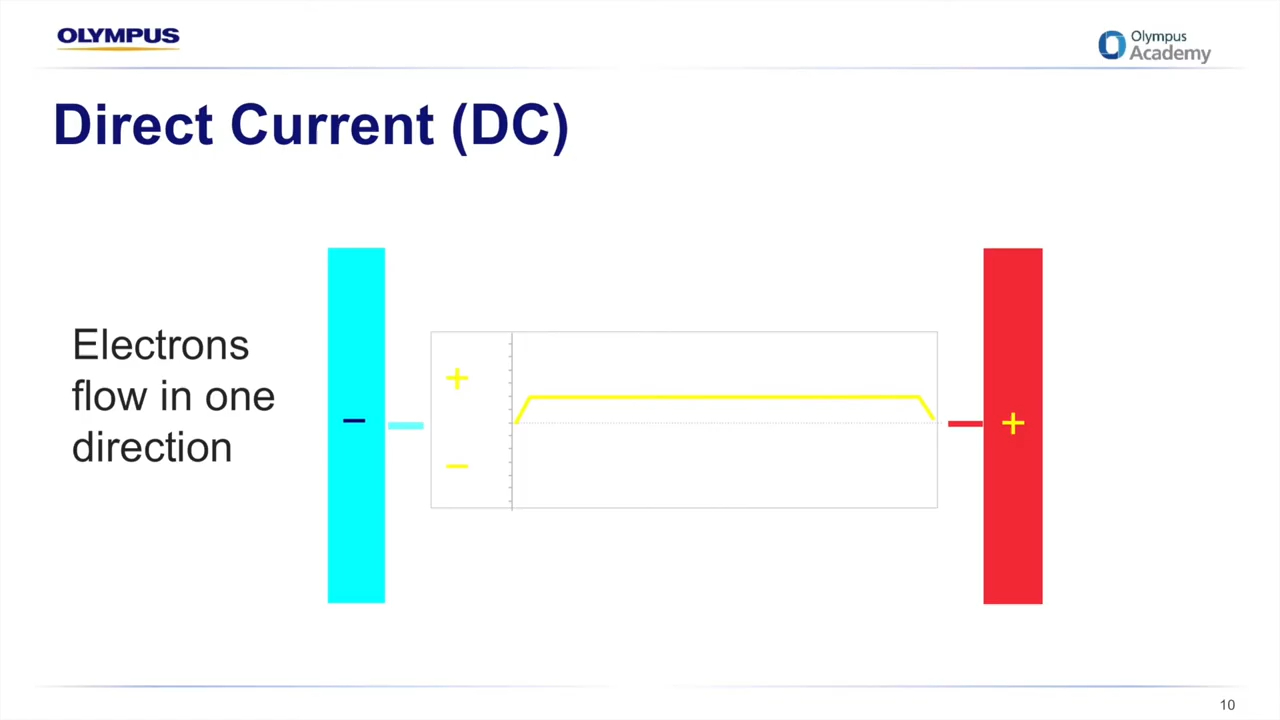 OLYMPUS
Olympus
Academy
Direct Current (DC)
Electrons
flow in one
direction
+
–
–
+
10